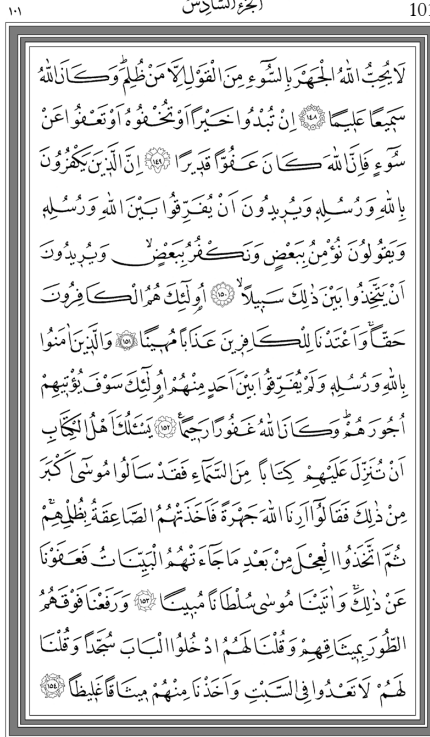 ١٠١ الجزء السادس 101
لَا يُحِبُّ اللّٰهُ الْجَهْرَ بِالسُّٓوءِ مِنَ الْقَوْلِ اِلَّا مَنْ ظُلِمَۜ وَكَانَ اللّٰهُ
سَم۪يعًا عَل۪يمًا ﴿١٤٨﴾ اِنْ تُبْدُوا خَيْرًا اَوْ تُخْفُوهُ اَوْ تَعْفُوا عَنْ
سُٓوءٍ فَاِنَّ اللّٰهَ كَانَ عَفُوًّا قَد۪يرًا ﴿١٤٩﴾ اِنَّ الَّذ۪ينَ يَكْفُرُونَ
بِاللّٰهِ وَرُسُلِه۪ وَيُر۪يدُونَ اَنْ يُفَرِّقُوا بَيْنَ اللّٰهِ وَرُسُلِه۪
وَيَقُولُونَ نُؤْمِنُ بِبَعْضٍ وَنَكْفُرُ بِبَعْضٍۙ وَيُر۪يدُونَ
اَنْ يَتَّخِذُوا بَيْنَ ذٰلِكَ سَب۪يلًاۙ ﴿١٥٠﴾ اُو۬لٰٓئِكَ هُمُ الْكَافِرُونَ
حَقًّاۚ وَاَعْتَدْنَا لِلْكَافِر۪ينَ عَذَابًا مُه۪ينًا ﴿١٥١﴾ وَالَّذ۪ينَ اٰمَنُوا
بِاللّٰهِ وَرُسُلِه۪ وَلَمْ يُفَرِّقُوا بَيْنَ اَحَدٍ مِنْهُمْ اُو۬لٰٓئِكَ سَوْفَ يُؤْت۪يهِمْ
اُجُورَهُمْۜ وَكَانَ اللّٰهُ غَفُورًا رَح۪يمًا۟ ﴿١٥٢﴾ يَسْـَٔلُكَ اَهْلُ الْكِتَابِ
اَنْ تُنَزِّلَ عَلَيْهِمْ كِتَابًا مِنَ السَّمَٓاءِ فَقَدْ سَاَلُوا مُوسٰٓى اَكْبَرَ
مِنْ ذٰلِكَ فَقَالُٓوا اَرِنَا اللّٰهَ جَهْرَةً فَاَخَذَتْهُمُ الصَّاعِقَةُ بِظُلْمِهِمْۚ
ثُمَّ اتَّخَذُوا الْعِجْلَ مِنْ بَعْدِ مَا جَٓاءَتْهُمُ الْبَيِّنَاتُ فَعَفَوْنَا
عَنْ ذٰلِكَۚ وَاٰتَيْنَا مُوسٰى سُلْطَانًا مُب۪ينًا ﴿١٥٣﴾ وَرَفَعْنَا فَوْقَهُمُ
الطُّورَ بِم۪يثَاقِهِمْ وَقُلْنَا لَهُمُ ادْخُلُوا الْبَابَ سُجَّدًا وَقُلْنَا
لَهُمْ لَا تَعْدُوا فِي السَّبْتِ وَاَخَذْنَا مِنْهُمْ م۪يثَاقًا غَل۪يظًا ﴿١٥٤﴾